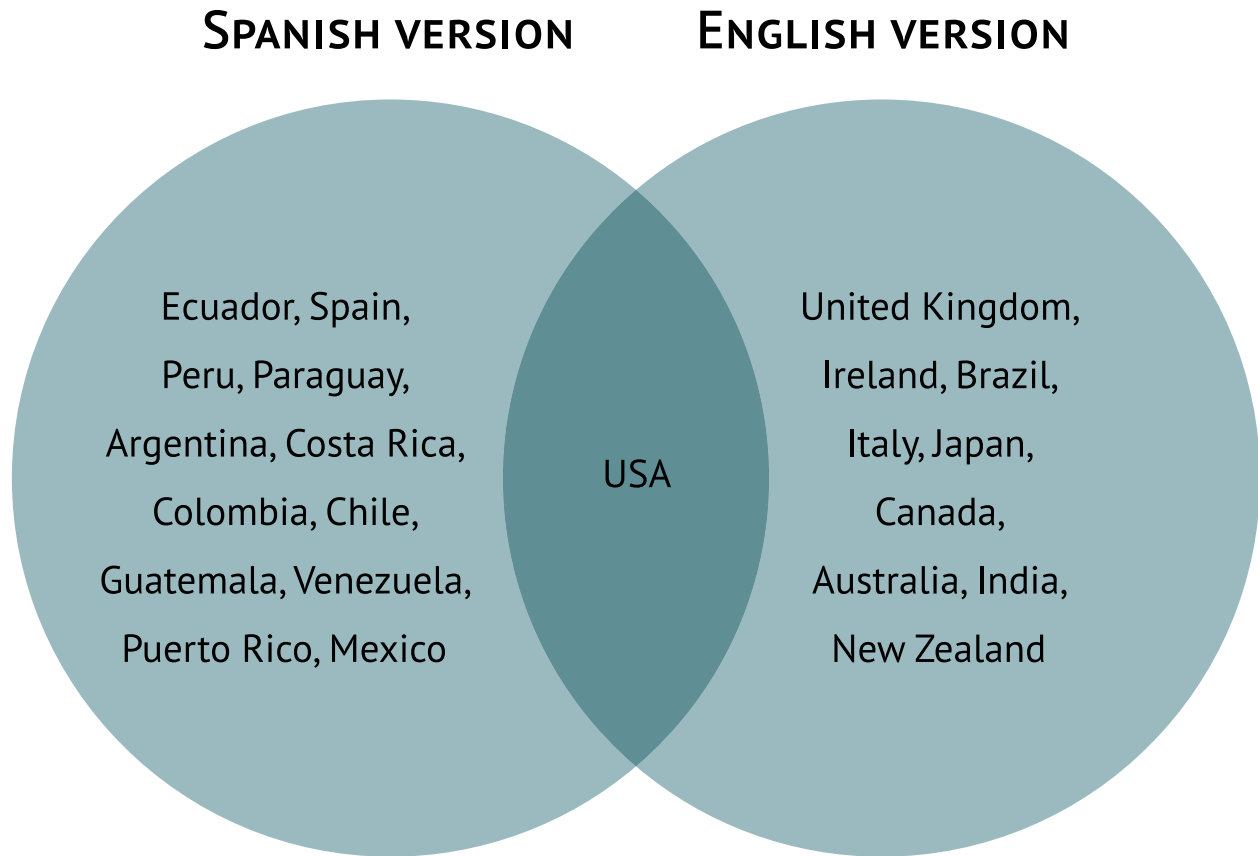 SPANISH VERSION
ENGLISH VERSION
Ecuador, Spain,
Peru, Paraguay,
Argentina, Costa Rica,
Colombia, Chile,
Guatemala, Venezuela,
Puerto Rico, Mexico
USA
United Kingdom,
Ireland, Brazil,
Italy, Japan,
Canada,
Australia, India,
New Zealand